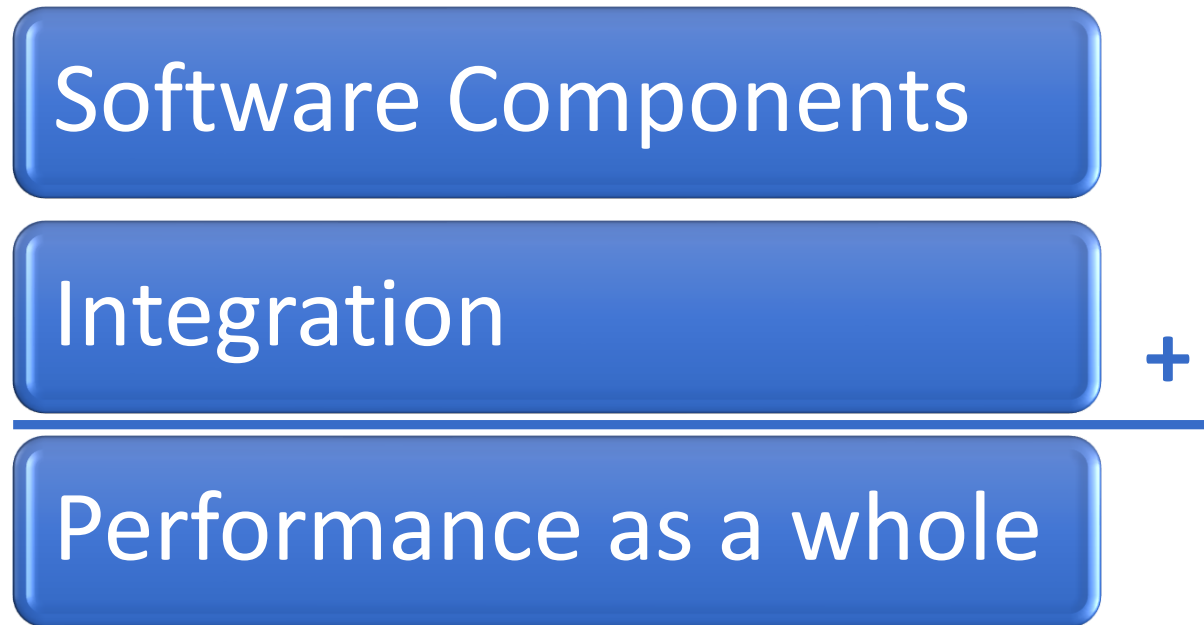 Software Components
Integration
+
Performance as a whole